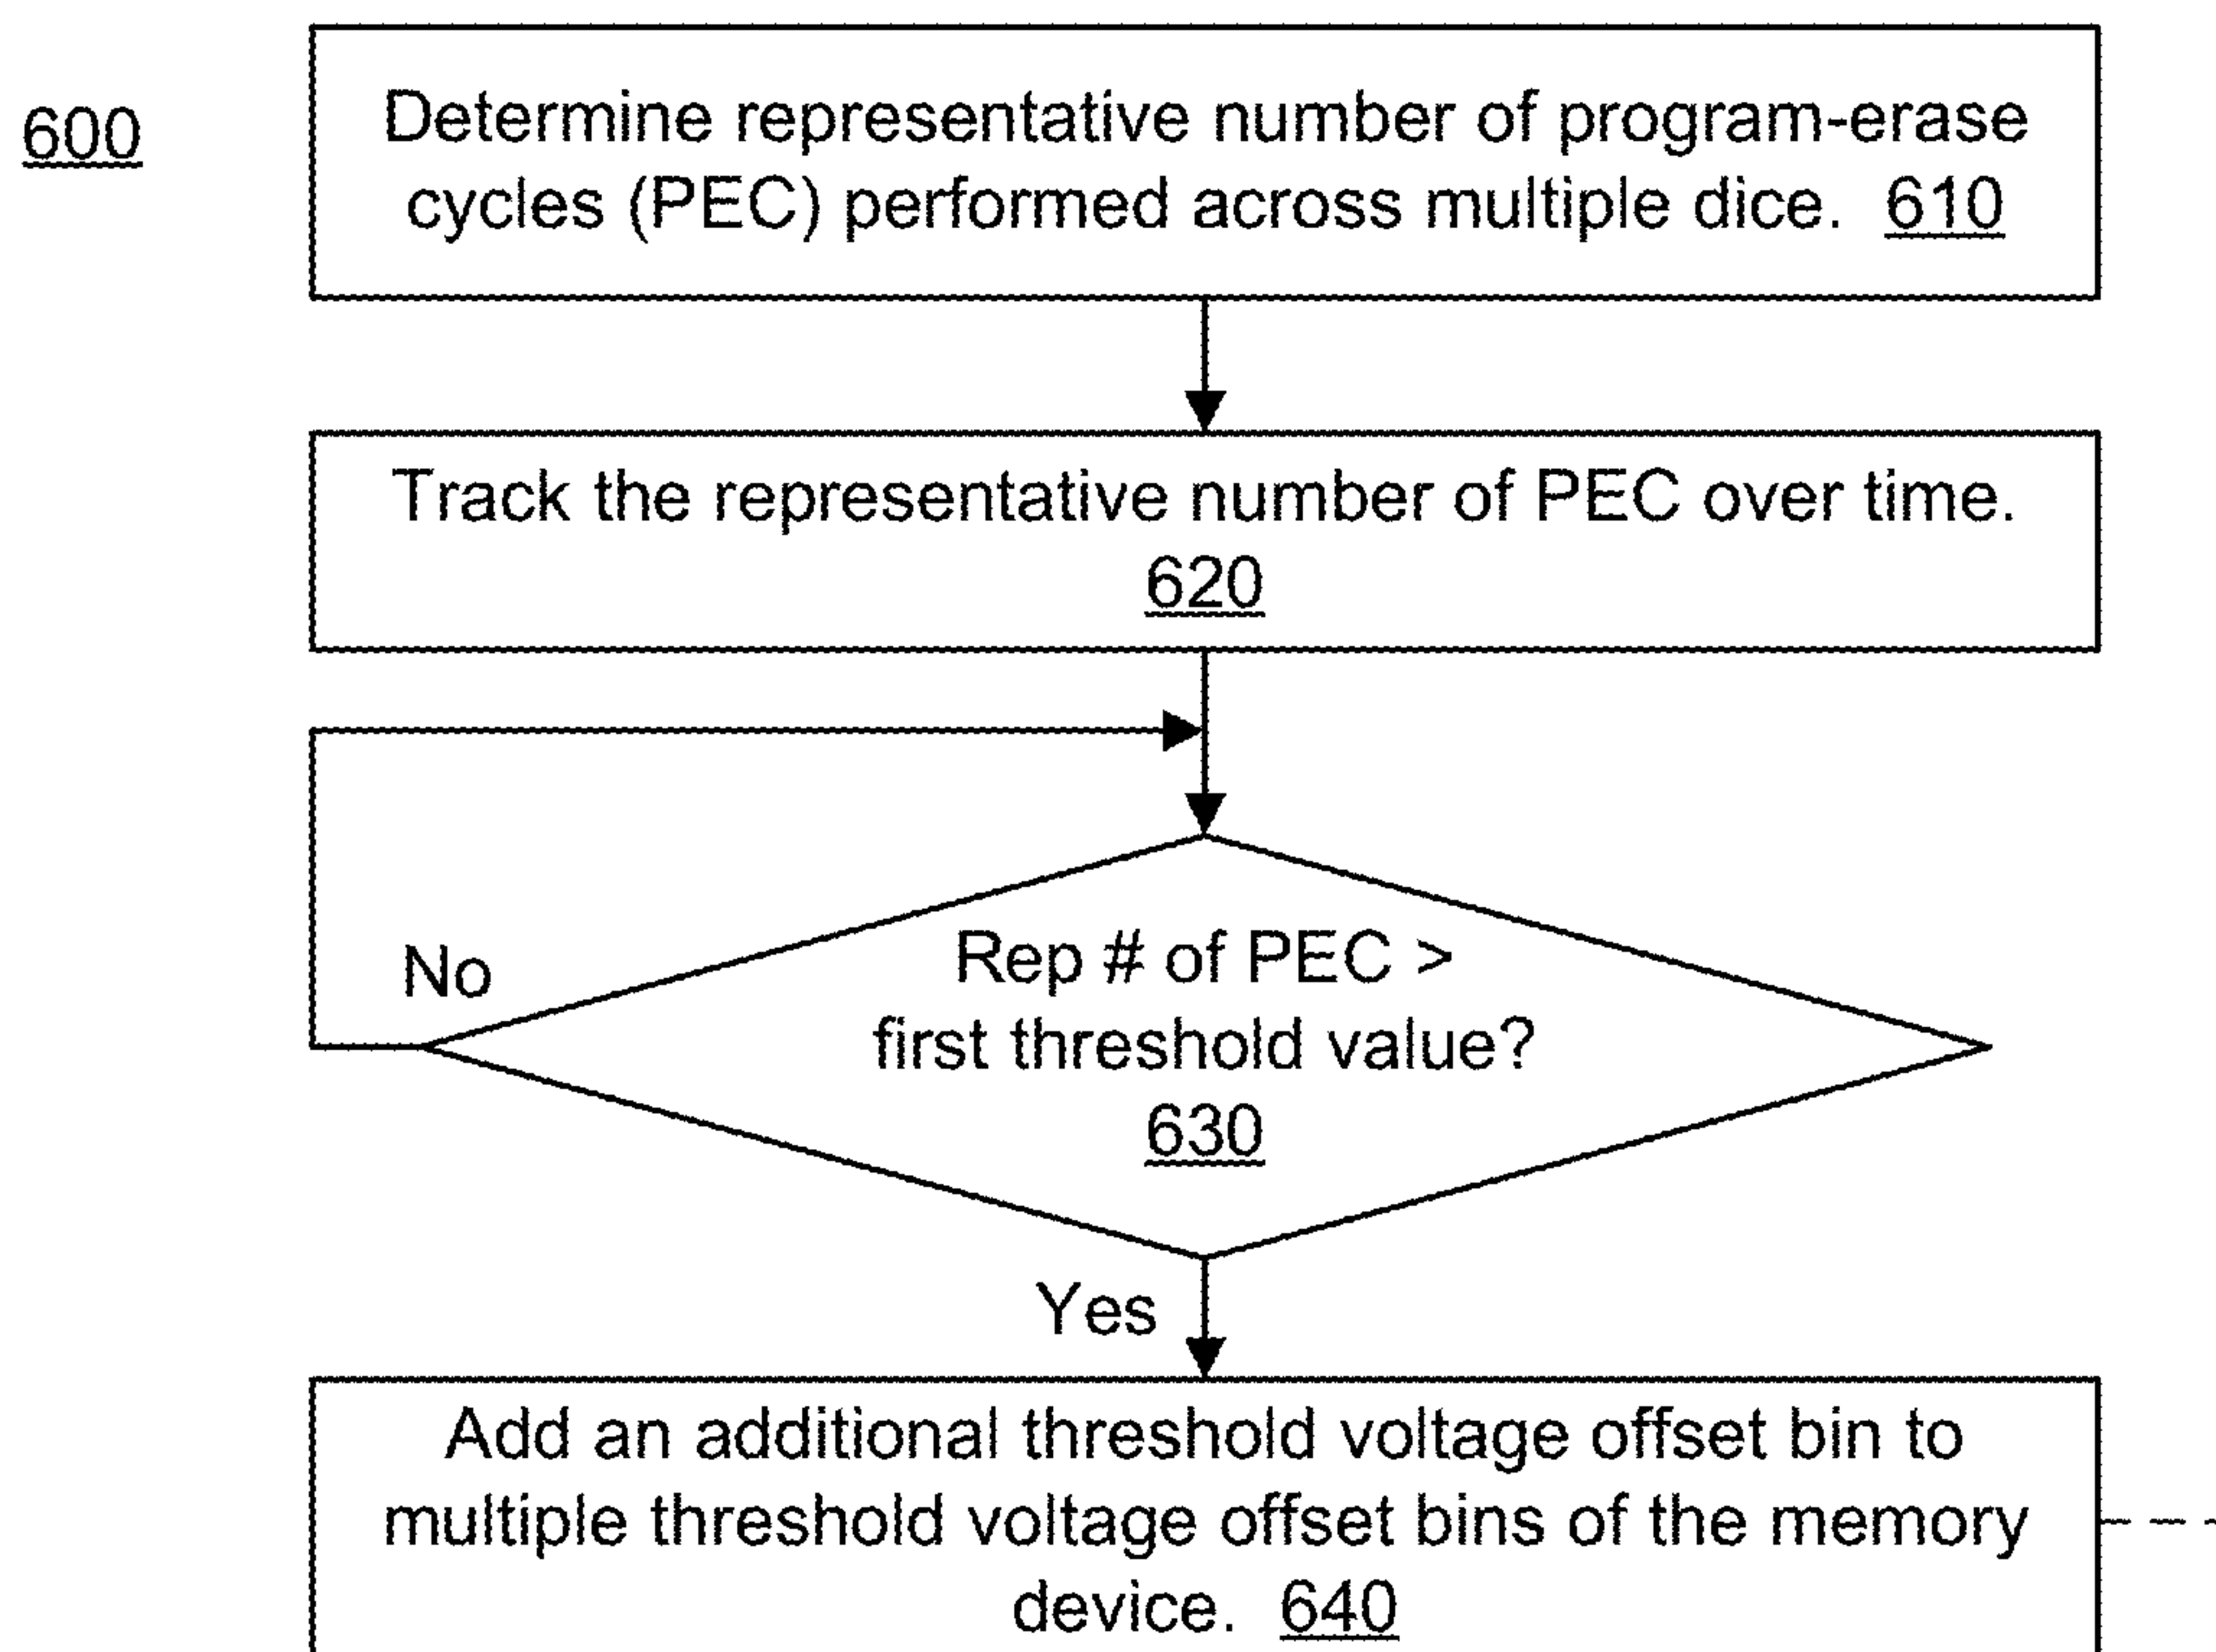 600
Determine representative number of program-erase
cycles (PEC) performed across multiple dice. 610
Track the representative number of PEC over time.
620
No
Rep # of PEC >
first threshold value?
630
Yes
Add an additional threshold voltage offset bin to
multiple threshold voltage offset bins of the memory
device. 640